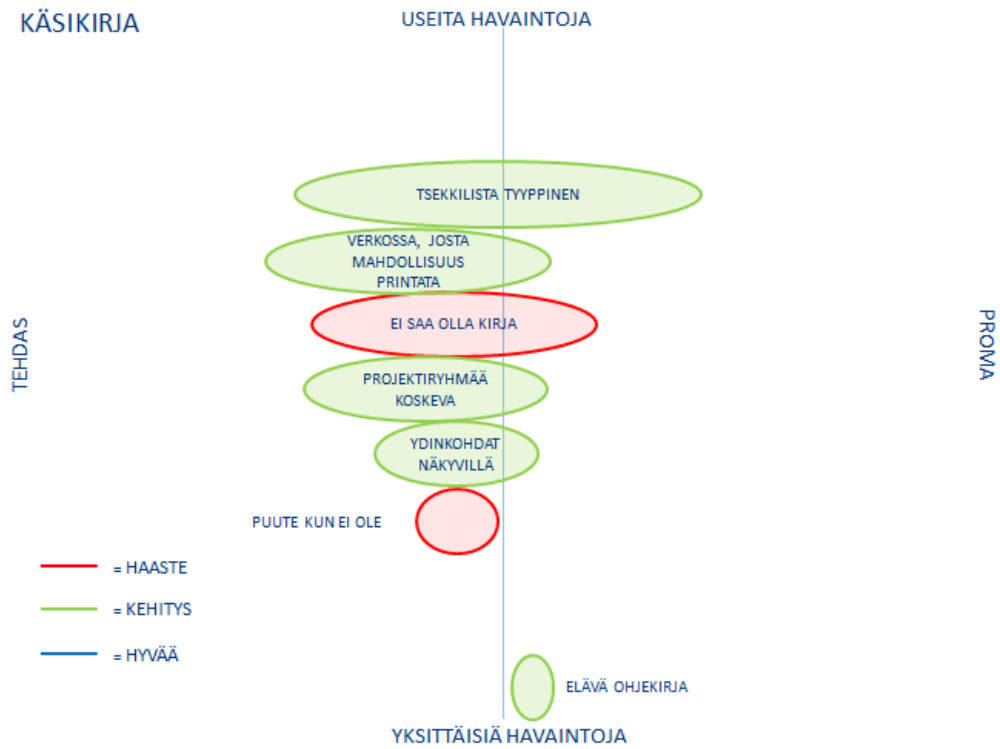 KÄSIKIRJA
USEITA HAVAINTOJA
TSEKKILISTA TYYPPINEN
VERKOSSA, JOSTA
MAHDOLLISUUS
PRINTATA
EI SAA OLLA KIRJA
TEHDAS
PROMA
PROJEKTIRYHMÄÄ
KOSKEVA
YDINKOHDAT
NÄKYVILLÄ
PUUTE KUN EI OLE
= HAASTE
= KEHITYS
= HYVÄÄ
ELÄVÄ OHJEKIRJA
YKSITTÄISIÄ HAVAINTOJA